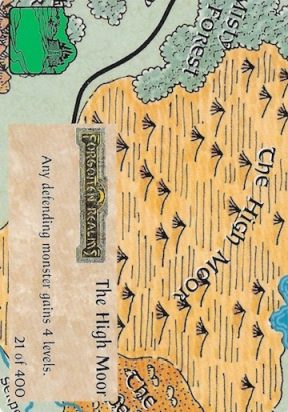 Misty
Forest
The High Moor
FORGOTTEN REALMS
The High Moor
Any defending monster gains 4 levels.
21 of 400
The